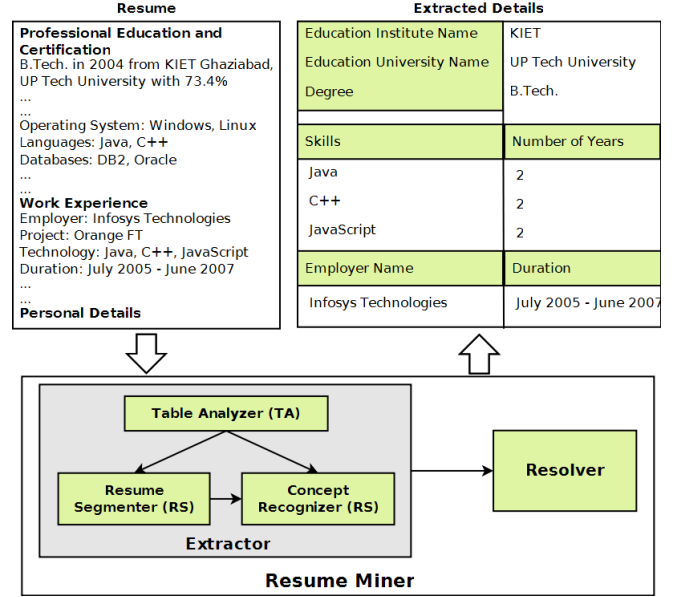 Resume
Professional Education and
Certification
B.Tech. in 2004 from KIET Ghaziabad,
UP Tech University with 73.4%
...
...
Operating System: Windows, Linux
Languages: Java, C++
Databases: DB2, Oracle
...
...
Work Experience
Employer: Infosys Technologies
Project: Orange FT
Technology: Java, C++, JavaScript
Duration: July 2005 - June 2007
...
...
Personal Details
Extracted Details
Education Institute Name KIET
Education University Name UP Tech University
Degree B.Tech.
Skills Number of Years
Java 2
C++ 2
JavaScript 2
Employer Name Duration
Infosys Technologies July 2005 - June 2007
Table Analyzer (TA)
Resume
Segmenter (RS)
Concept
Recognizer (RS)
Extractor
Resolver
Resume Miner